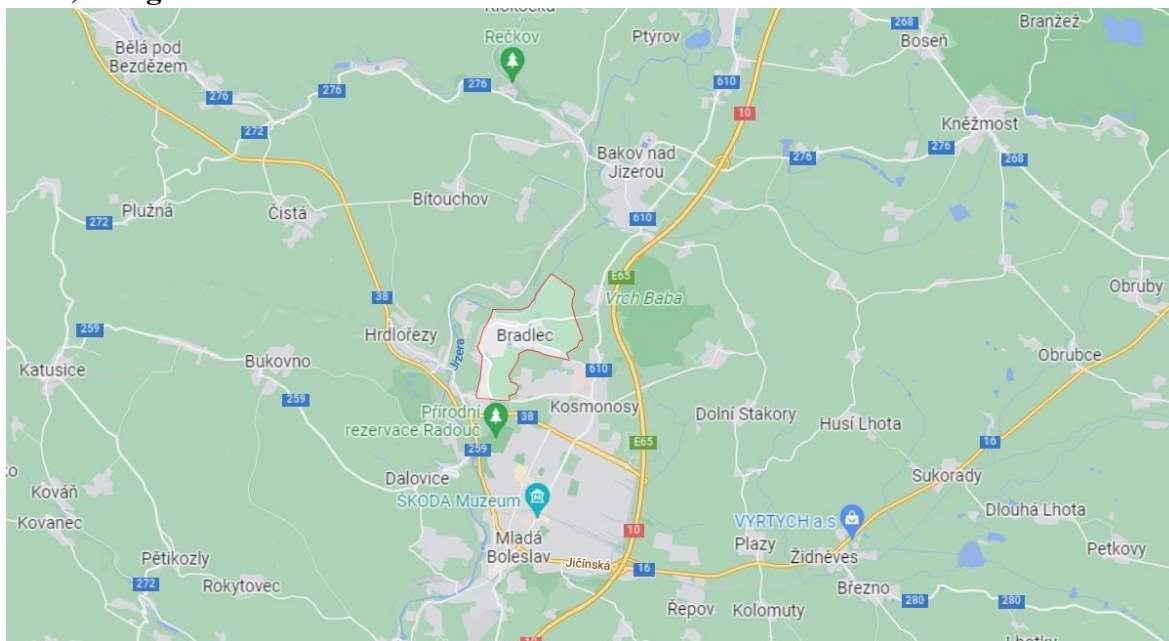 Bělá pod
Bezdězem
Rečkov
Ptýrov
268
Boseň
Branžež
276
276
276
610
10
272
Bakov nad
Jizerou
276
276
Kněžmost
268
Plužná
272
Čistá
Bítouchov
610
E65
Vrch Baba
Obruby
38
Hrdlořezy
Jizera
Bradlec
259
Bukovno
Katusice
259
610
Obrubce
Kosmonosy
Přírodní
rezervace Radouč
38
Dolní Stakory
Husí Lhota
E65
16
259
Dalovice
Sukorady
Kováň
Kovanec
ŠKODA Muzeum
VYRTYCH a.s
Dlouhá Lhota
10
Mladá
Boleslav
Plazy
Židněves
Petkovy
Pětikozly
Jičínská
16
272
Rokytovec
Březno
280
280
Řepov
Kolomuty
10